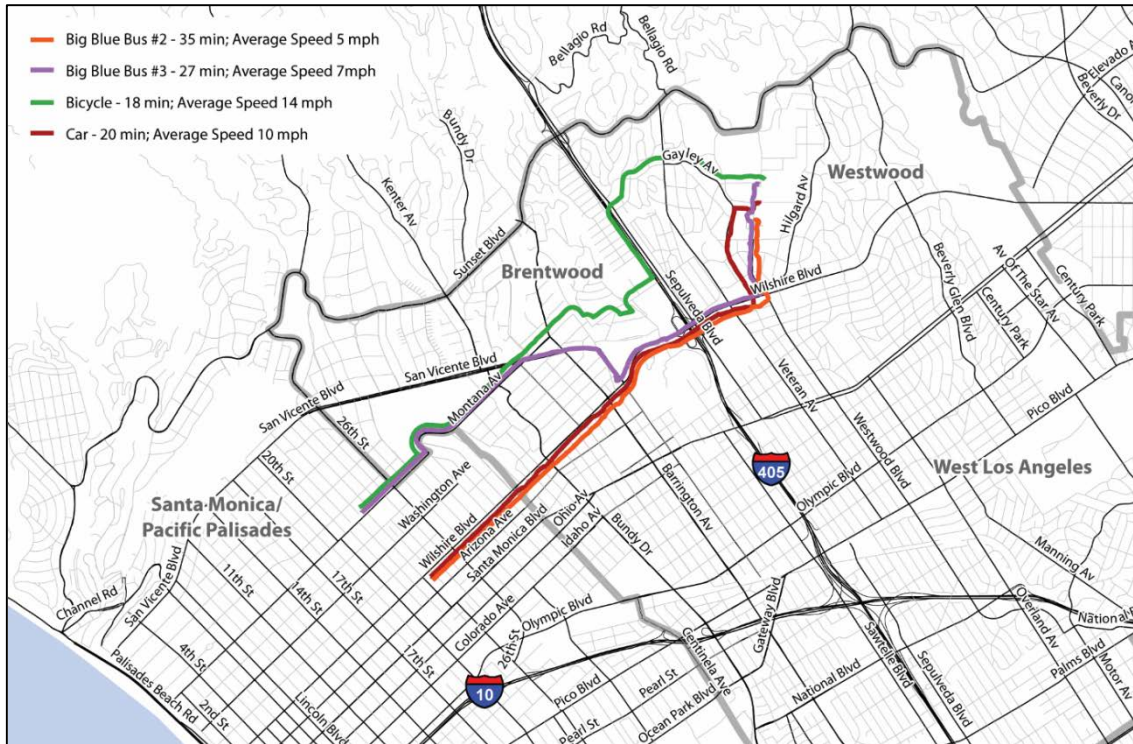 Big Blue Bus #2 - 35 min; Average Speed 5 mph
Big Blue Bus #3 - 27 min; Average Speed 7mph
Bicycle - 18 min; Average Speed 14 mph
Car - 20 min; Average Speed 10 mph
Bellagio Rd
Bellagio Rd
Elevado A
Beverly Dr
Bundy Dr
Kenter Av
Gayley Av
Westwood
Hilgard Av
Sunset Blvd
Brentwood
Sepulveda Blvd
Wilshire Blvd
Beverly Glen Blvd
Av Of The Star Av
Century Park
Century Park
San Vicente Blvd
San Vicente Blvd
Montana Av
26th St
20th St
Veteran Av
Westwood Blvd
Pico Blvd
Santa Monica/
Pacific Palisades
Washington Ave
Wilshire Blvd
Arizona Ave
Santa Monica Blvd
Ohio Av
Idaho Av
Barrington Av
Bundy Dr
405
Olympic Blvd
West Los Angeles
Channel Rd
San Vicente Blvd
11th St
14th St
17th St
Colorado Ave
17th St
26th St
Olympic Blvd
Centinela Ave
Gateway Blvd
Manning Av
Overland Av
National
Palms Blvd
Motor Av
Palisades Beach Rd
4th St
2nd St
Lincoln Blvd
10
Pico Blvd
Pearl St
Pearl St
Ocean Park Blvd
National Blvd
Sawtelle Blvd
Sepulveda Blvd